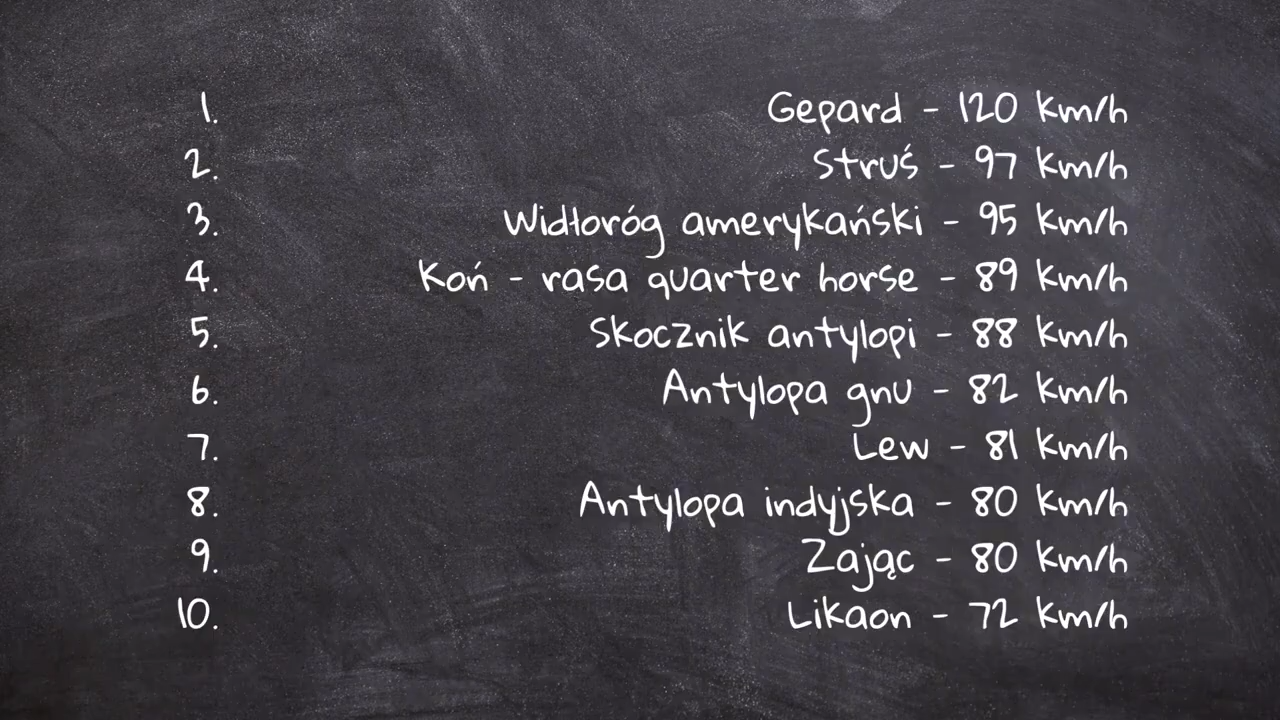 1. Gepard - 120 km/h
2. Struś - 97 km/h
3. Widłoróg amerykański - 95 km/h
4. Koń - rasa quarter horse - 89 km/h
5. Skocznik antylopi - 88 km/h
6. Antylopa gnu - 82 km/h
7. Lew - 81 km/h
8. Antylopa indyjska - 80 km/h
9. Zając - 80 km/h
10. Likaon - 72 km/h